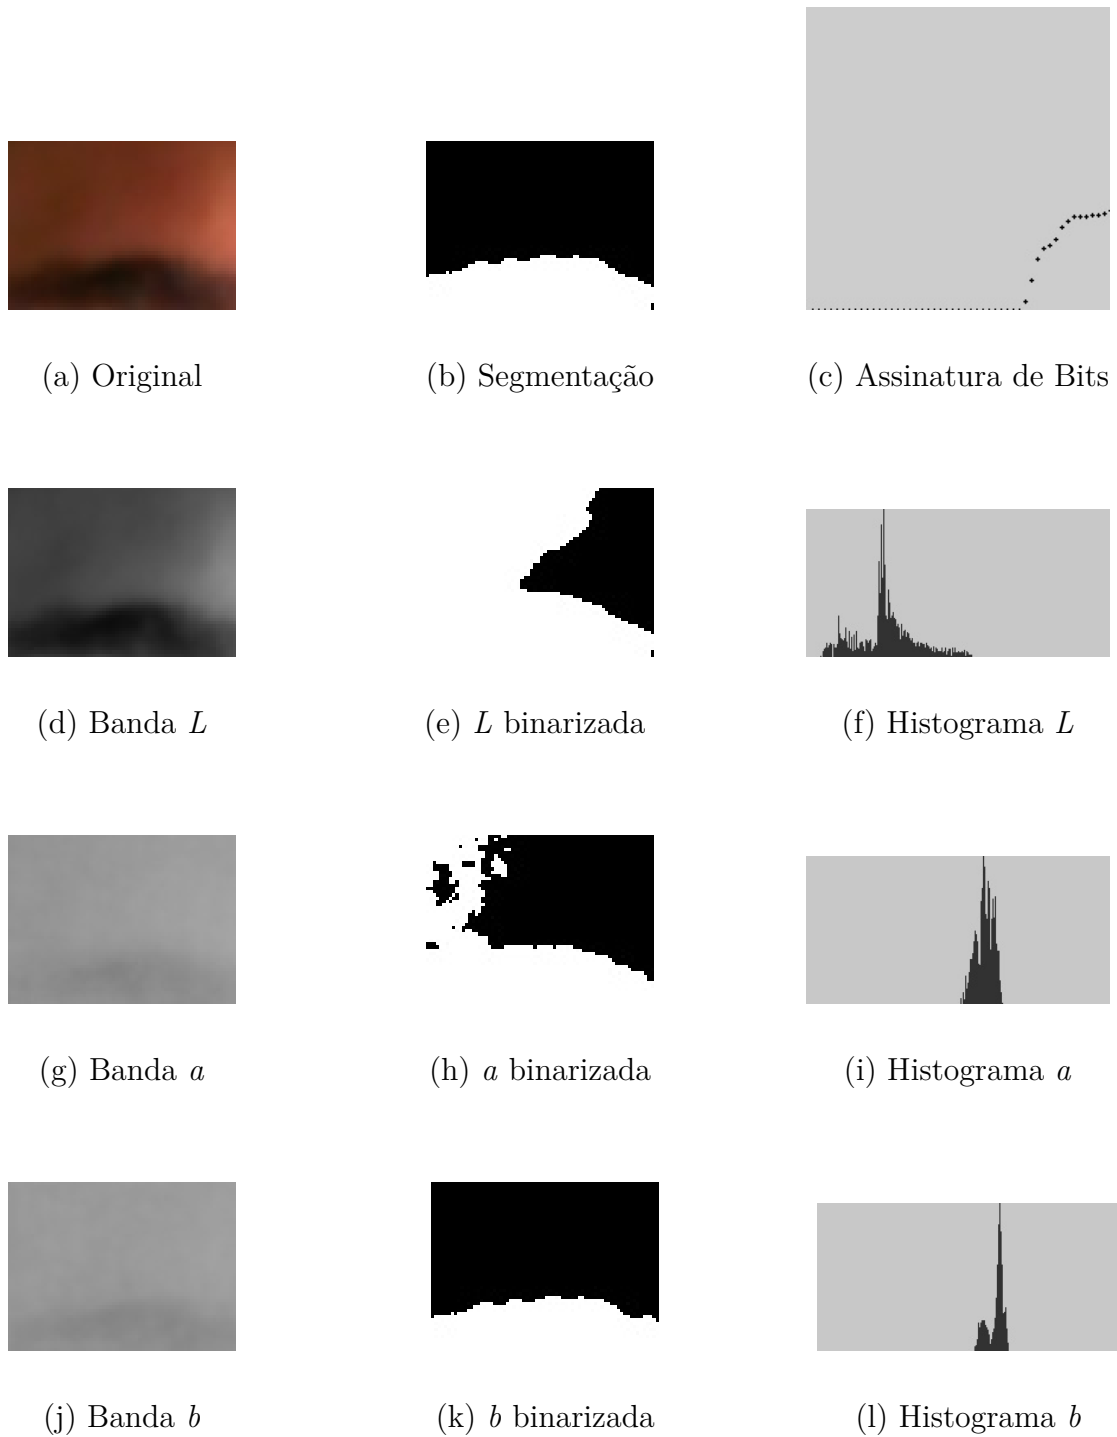 (a) Original
(b) Segmentação
(c) Assinatura de Bits
(d) Banda L
(e) L binarizada
(f) Histograma L
(g) Banda a
(h) a binarizada
(i) Histograma a
(j) Banda b
(k) b binarizada
(l) Histograma b